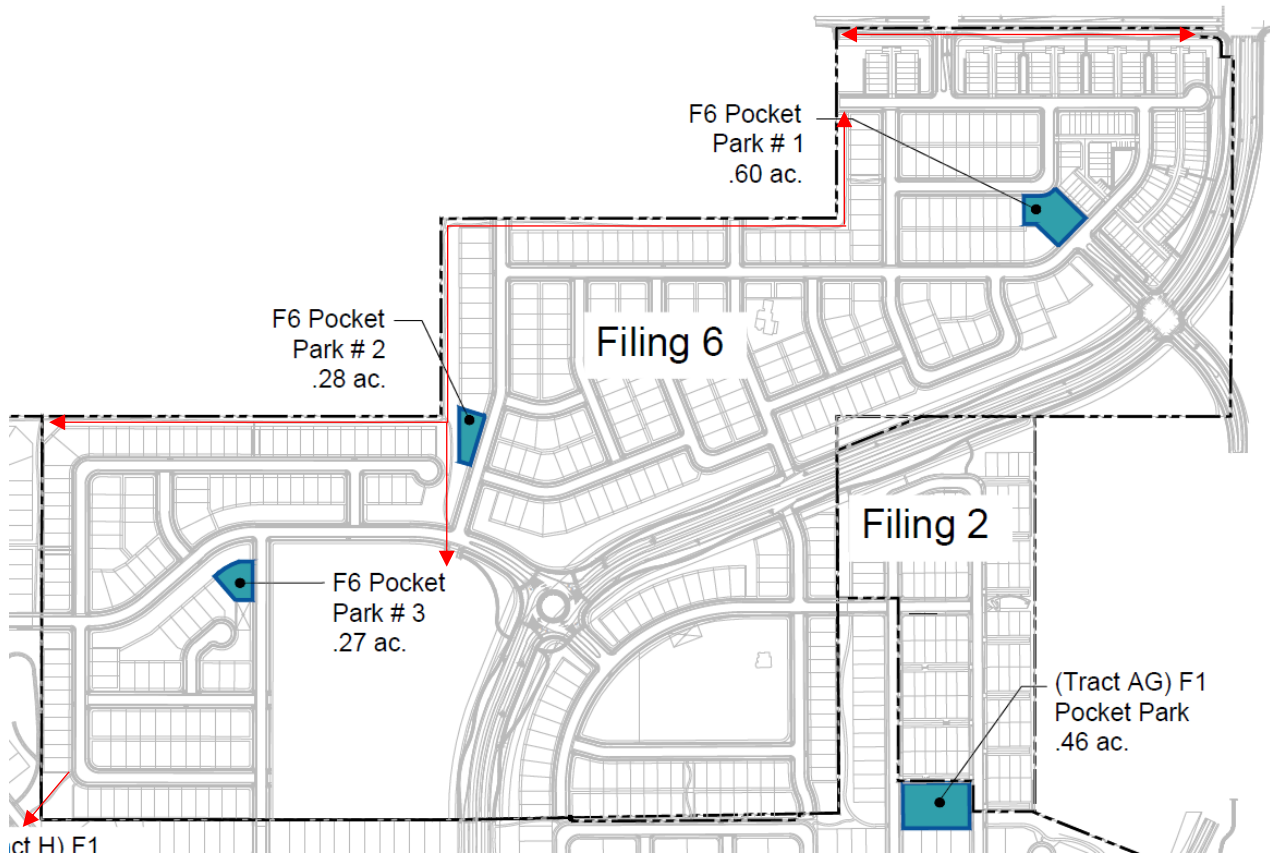 F6 Pocket
Park # 1
.60 ac.
F6 Pocket
Park # 2
.28 ac.
Filing 6
Filing 2
F6 Pocket
Park # 3
.27 ac.
(Tract AG) F1
Pocket Park
.46 ac.
ct H) F1